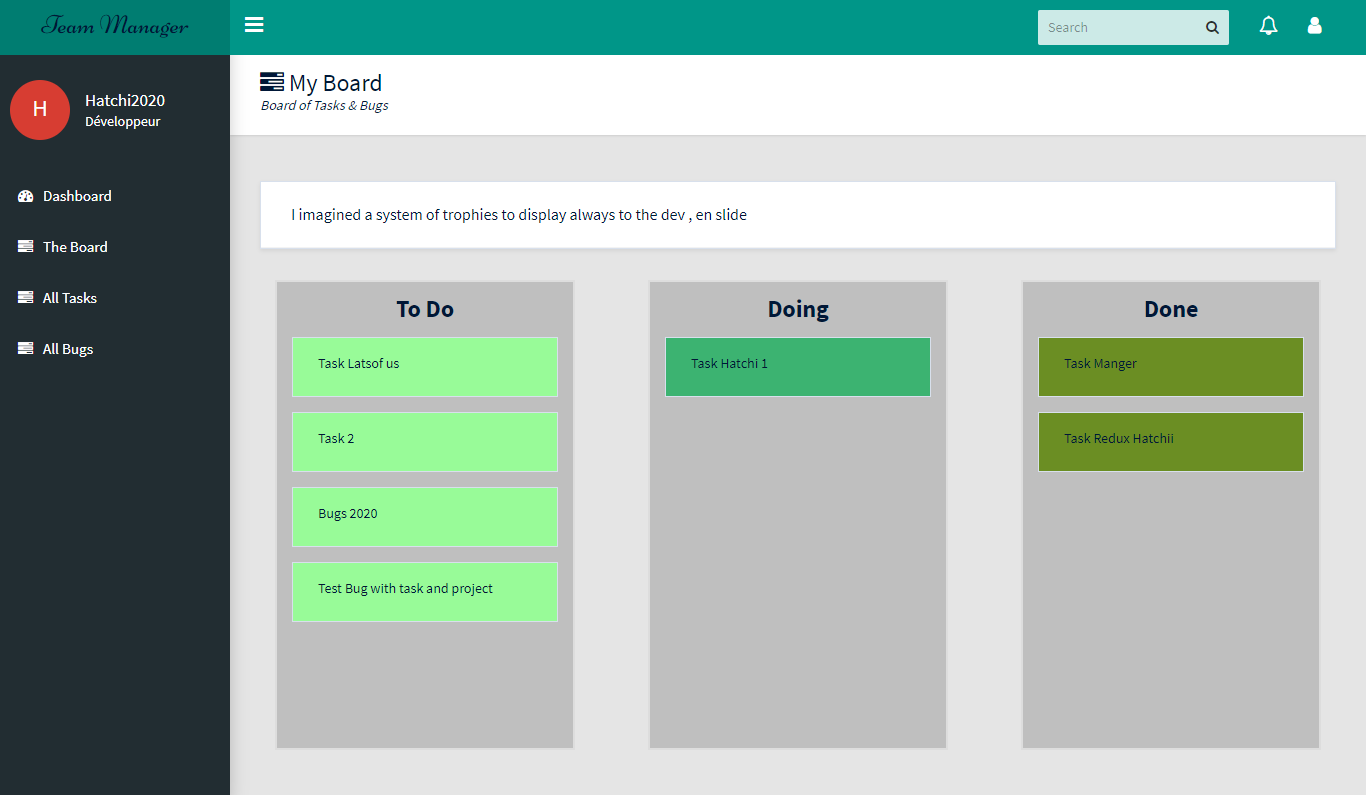 Team Manager
Search
H
Hatchi2020
Développeur
Dashboard
The Board
All Tasks
All Bugs
My Board
Board of Tasks & Bugs
I imagined a system of trophies to display always to the dev , en slide
To Do
Task Latsof us
Task 2
Bugs 2020
Test Bug with task and project
Doing
Task Hatchi 1
Done
Task Manger
Task Redux Hatchii